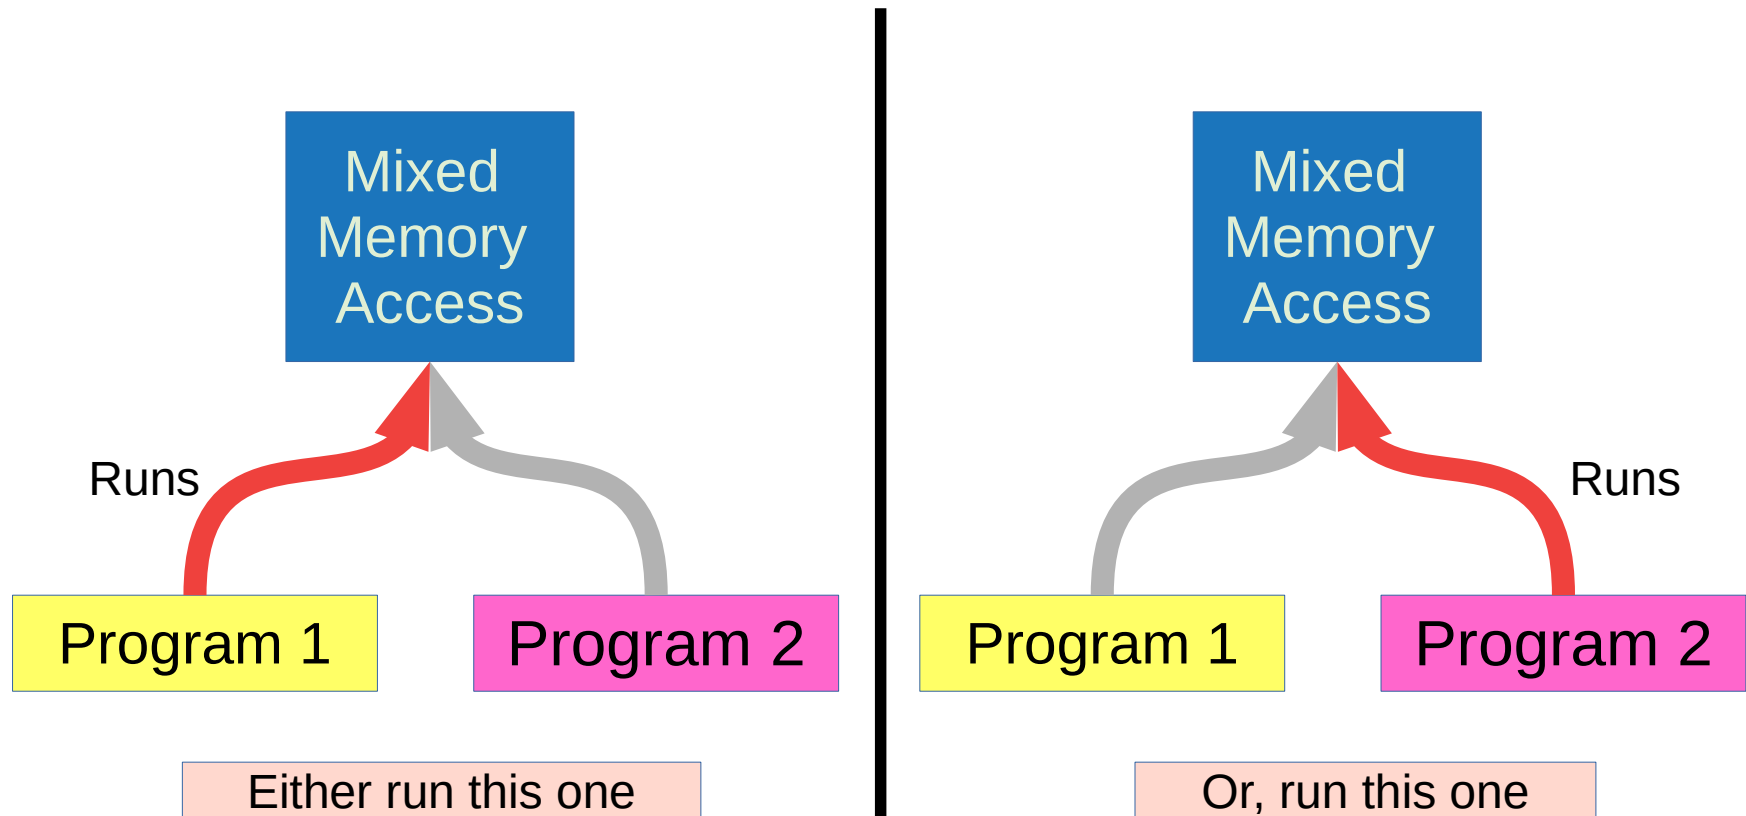 Mixed
Memory
Access
Runs
Program 1
Program 2
Either run this one
Mixed
Memory
Access
Runs
Program 1
Program 2
Or, run this one